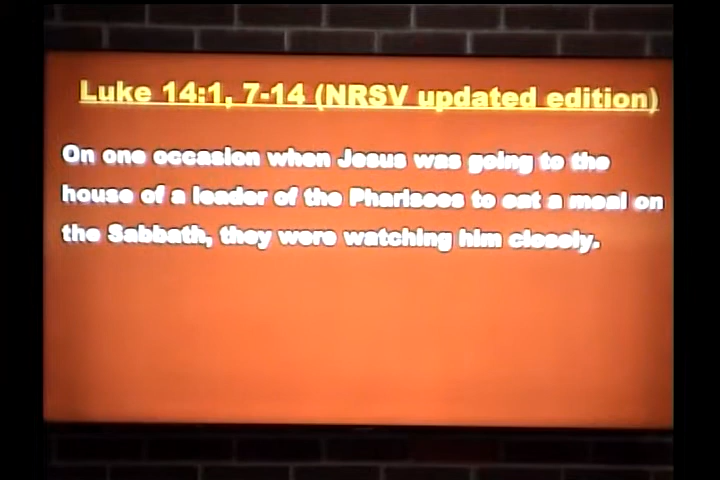 Luke 14:1, 7-14 (NRSV updated edition)
On one occasion when Jesus was going to the
house of a leader of the Pharisees to eat a meal on
the Sabbath, they were watching him closely.